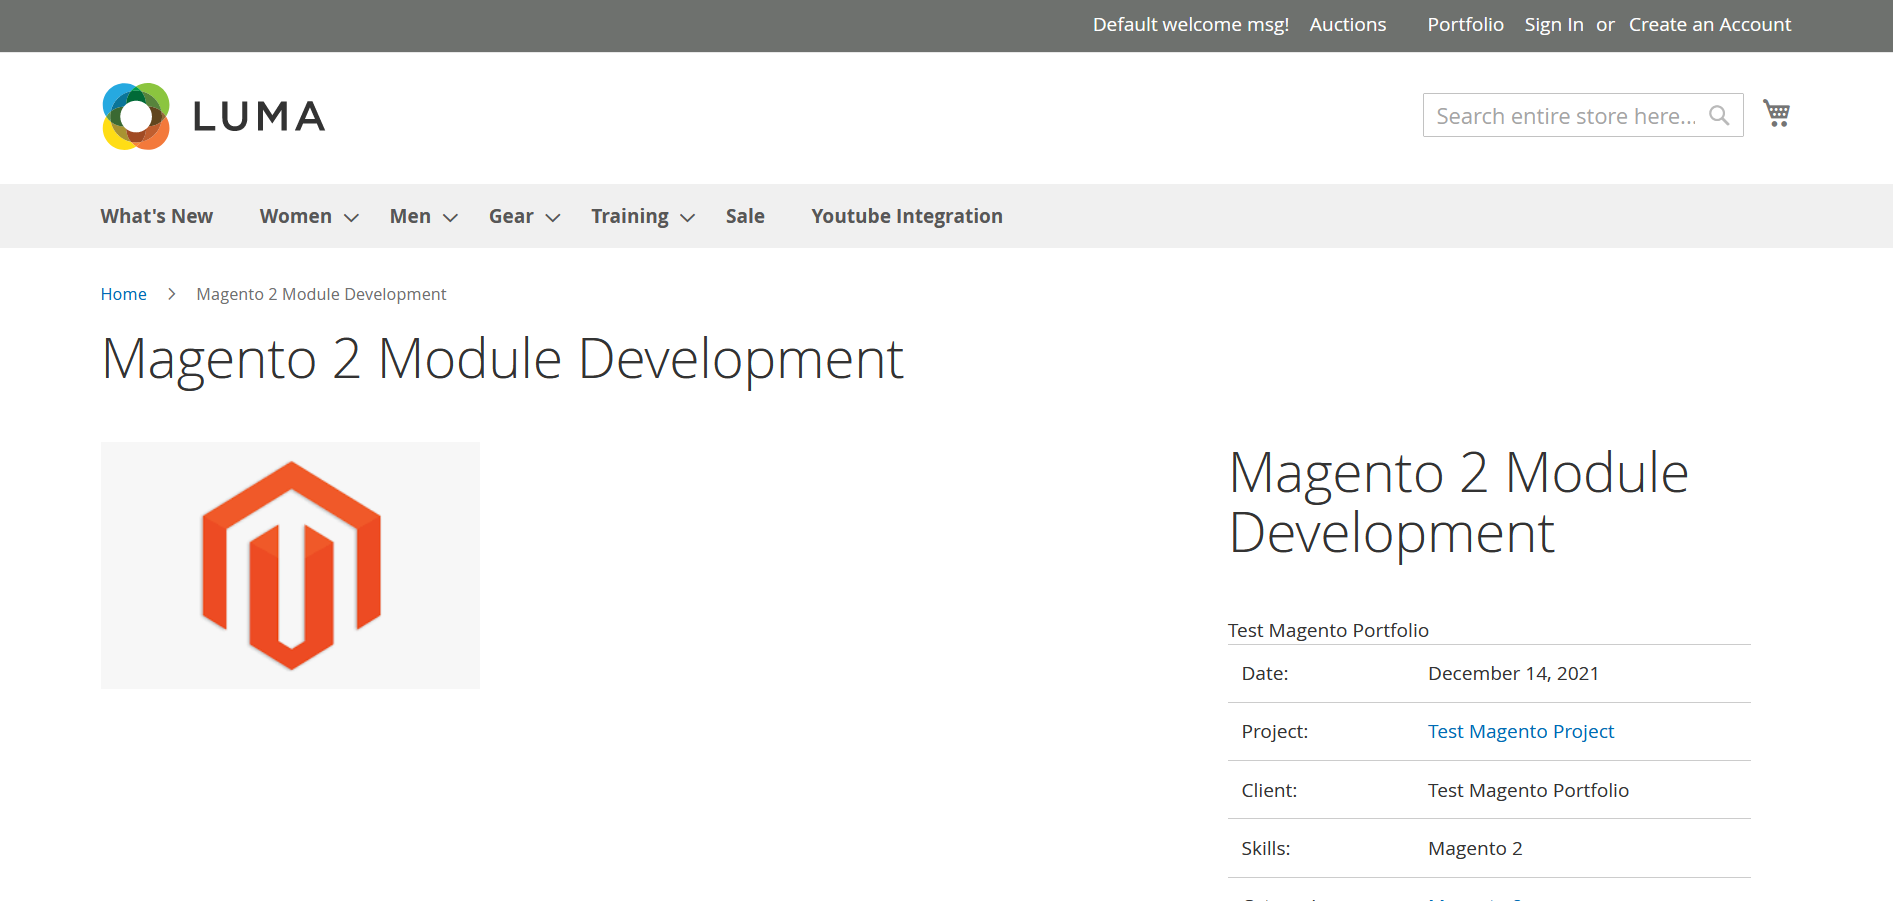 Default welcome msg! Auctions Portfolio Sign In or Create an Account
LUMA
Search entire store here...
What's New Women Men Gear Training Sale Youtube Integration
Home Magento 2 Module Development
Magento 2 Module Development
Magento 2 Module
Development
Test Magento Portfolio
Date: December 14, 2021
Project: Test Magento Project
Client: Test Magento Portfolio
Skills: Magento 2